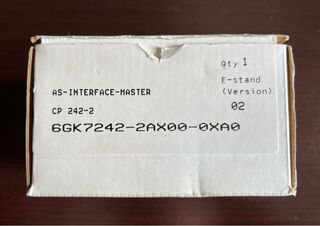 Qty 1
E-stand
(Version)
02
AS-INTERFACE-MASTER
CP 242-2
6GK7242-2AX00-0XA0